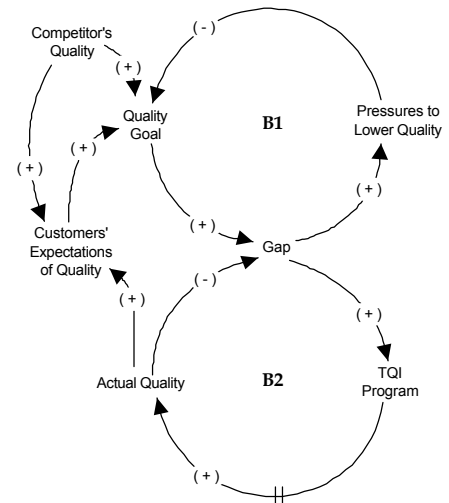 Competitor's
Quality
( - )
( + )
Quality
Goal
B1
Pressures to
Lower Quality
( + )
( + )
( + )
( + )
Customers'
Expectations
of Quality
Gap
( - )
( + )
( + )
Actual Quality
B2
TQI
Program
( + )